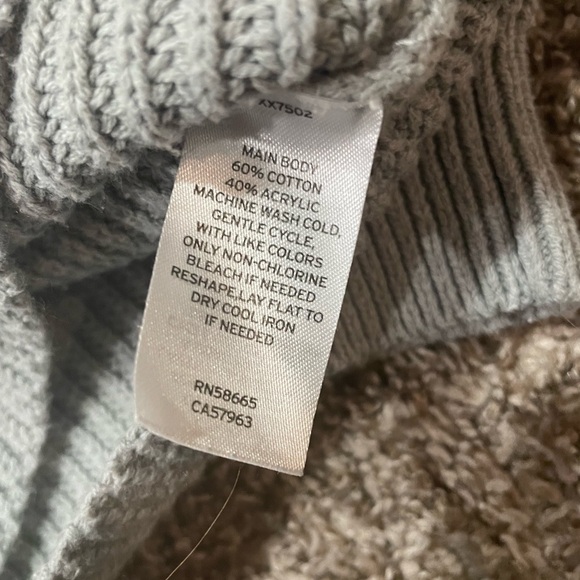 XX7502
MAIN BODY
60% COTTON
40% ACRYLIC
MACHINE WASH COLD,
GENTLE CYCLE,
WITH LIKE COLORS
ONLY NON-CHLORINE
BLEACH IF NEEDED
RESHAPE,LAY FLAT TO
DRY COOL IRON
IF NEEDED
RN58665
CA57963